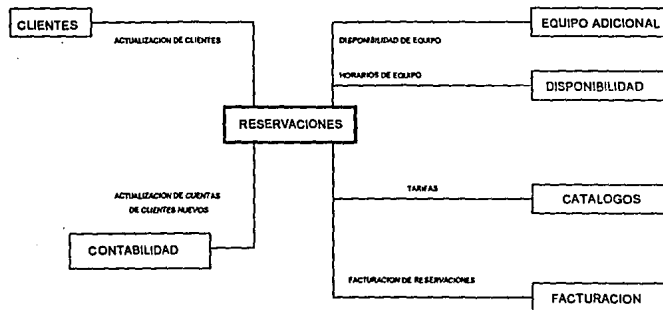 CLIENTES
ACTUALIZACION DE CLIENTES
EQUIPO ADICIONAL
DISPONIBILIDAD DE EQUIPO
HORARIOS DE EQUIPO
DISPONIBILIDAD
RESERVACIONES
ACTUALIZACION DE CUENTAS
DE CLIENTES NUEVOS
CONTABILIDAD
TARIFAS
CATALOGOS
FACTURACION DE RESERVACIONES
FACTURACION